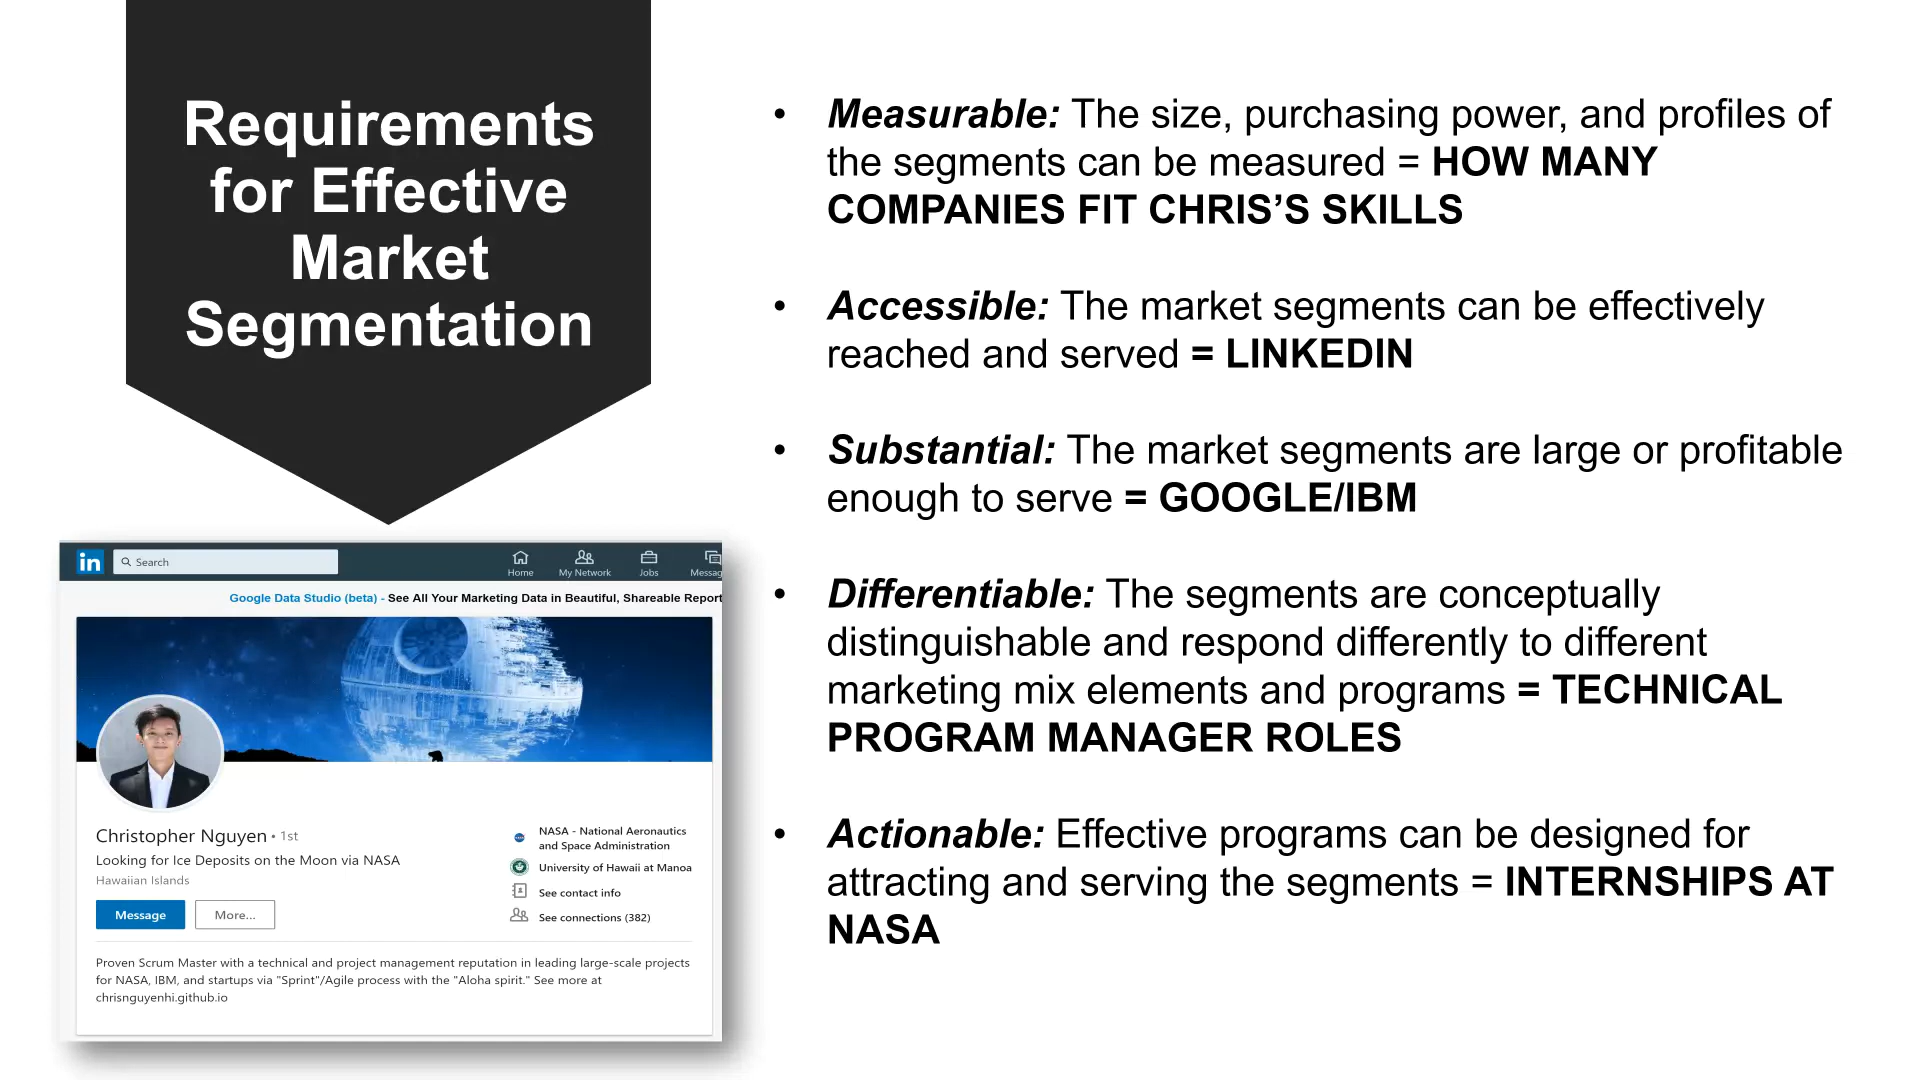 Requirements
for Effective
Market
Segmentation
• Measurable: The size, purchasing power, and profiles of
the segments can be measured = HOW MANY
COMPANIES FIT CHRIS’S SKILLS
• Accessible: The market segments can be effectively
reached and served = LINKEDIN
• Substantial: The market segments are large or profitable
enough to serve = GOOGLE/IBM
• Differentiable: The segments are conceptually
distinguishable and respond differently to different
marketing mix elements and programs = TECHNICAL
PROGRAM MANAGER ROLES
• Actionable: Effective programs can be designed for
attracting and serving the segments = INTERNSHIPS AT
NASA
in
Search
Home
My Network
Jobs
Messag
Google Data Studio (beta) - See All Your Marketing Data in Beautiful, Shareable Report
Christopher Nguyen • 1st
Looking for Ice Deposits on the Moon via NASA
Hawaiian Islands
Message
More...
NASA - National Aeronautics
and Space Administration
University of Hawaii at Manoa
See contact info
See connections (382)
Proven Scrum Master with a technical and project management reputation in leading large-scale projects
for NASA, IBM, and startups via "Sprint"/Agile process with the "Aloha spirit." See more at
chrisnguyenhi.github.io